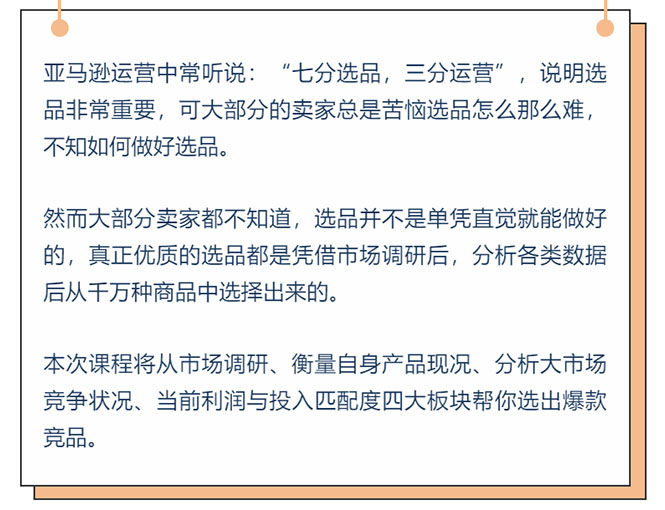 亚马逊运营中常听说：“七分选品，三分运营”，说明选
品非常重要，可大部分的卖家总是苦恼选品怎么那么难，
不知如何做好选品。
然而大部分卖家都不知道，选品并不是单凭直觉就能做好
的，真正优质的选品都是凭借市场调研后，分析各类数据
后从千万种商品中选择出来的。
本次课程将从市场调研、衡量自身产品现况、分析大市场
竞争状况、当前利润与投入匹配度四大板块帮你选出爆款
竞品。